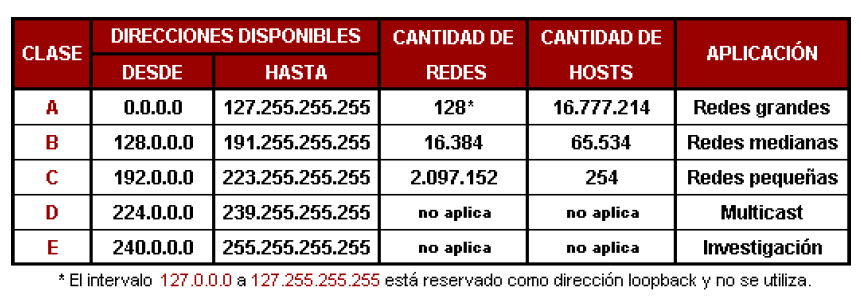 CLASE DIRECCIONES DISPONIBLES CANTIDAD DE REDES CANTIDAD DE HOSTS APLICACIÓN
DESDE HASTA
A 0.0.0.0 127.255.255.255 128* 16.777.214 Redes grandes
B 128.0.0.0 191.255.255.255 16.384 65.534 Redes medianas
C 192.0.0.0 223.255.255.255 2.097.152 254 Redes pequeñas
D 224.0.0.0 239.255.255.255 no aplica no aplica Multicast
E 240.0.0.0 255.255.255.255 no aplica no aplica Investigación
* El intervalo 127.0.0.0 a 127.255.255.255 está reservado como dirección loopback y no se utiliza.